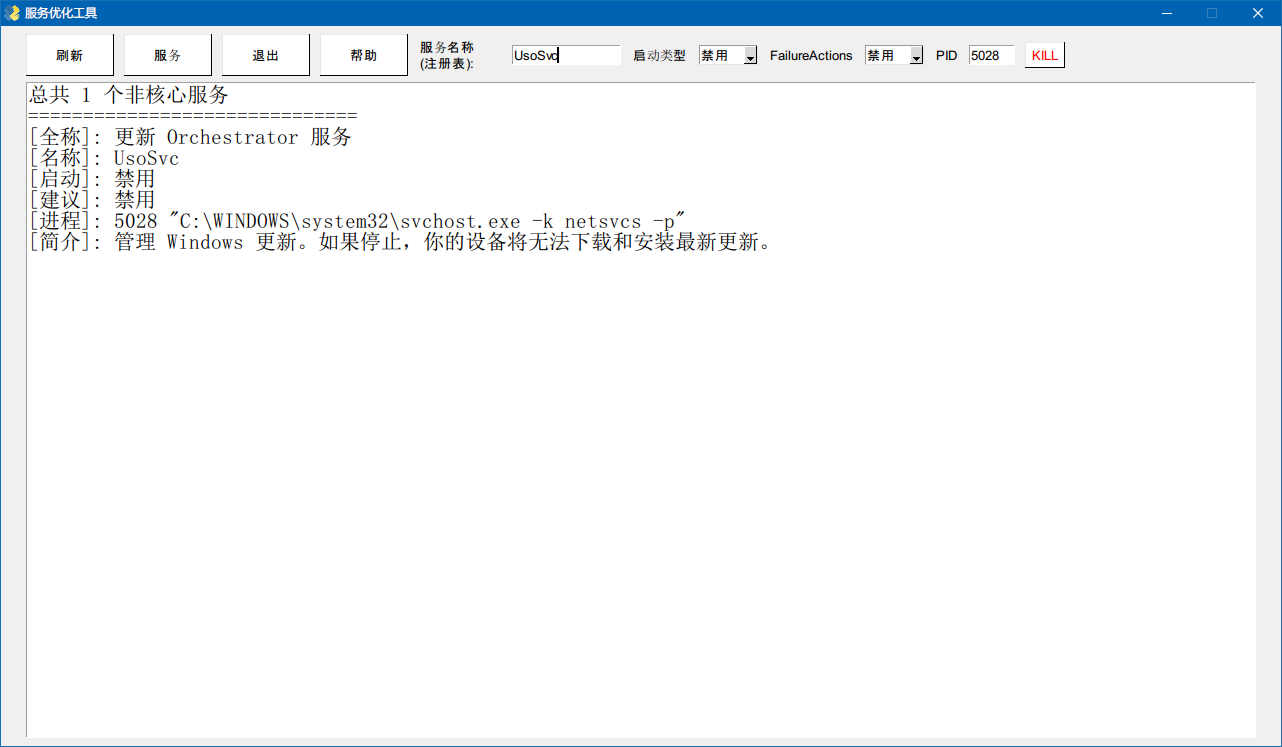 服务优化工具
刷新 服务 退出 帮助 服务名称 (注册表): UsoSvc 启动类型 禁用 FailureActions 禁用 PID 5028 KILL
总共 1 个非核心服务
==============================
[全称]: 更新 Orchestrator 服务
[名称]: UsoSvc
[启动]: 禁用
[建议]: 禁用
[进程]: 5028 "C:\WINDOWS\system32\svchost.exe -k netsvcs -p"
[简介]: 管理 Windows 更新。如果停止，你的设备将无法下载和安装最新更新。